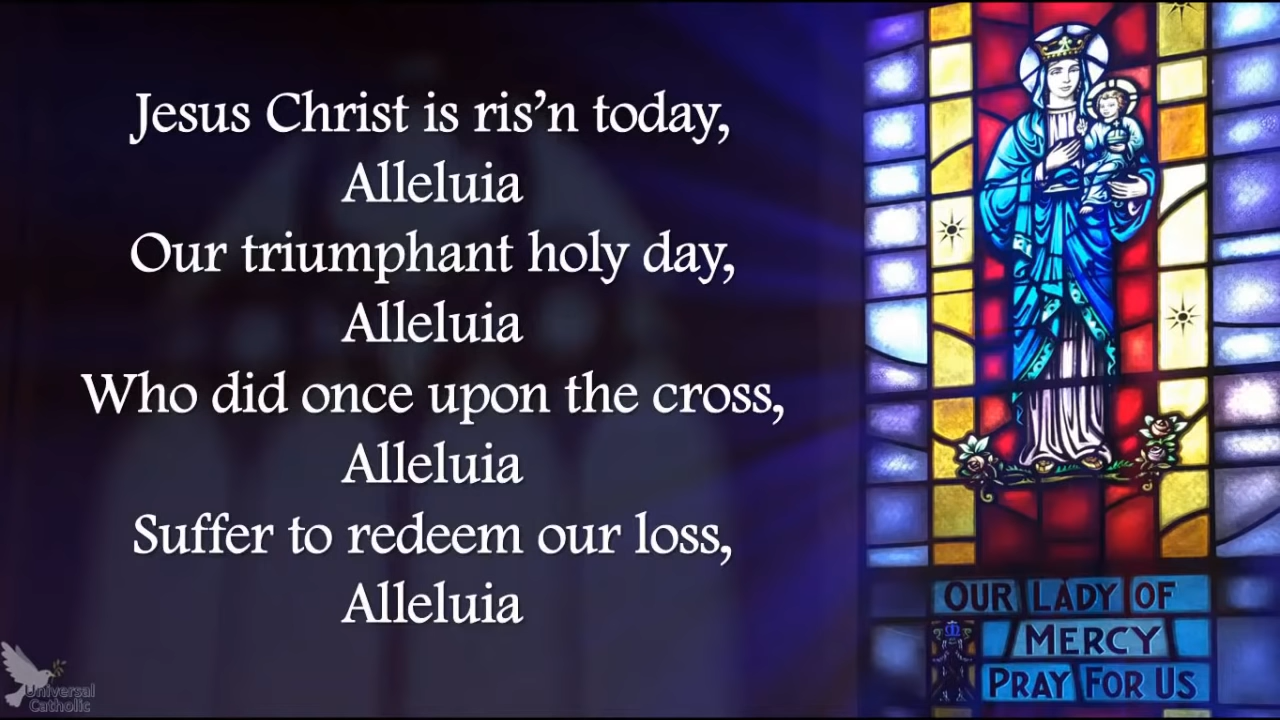 Jesus Christ is ris’n today,
Alleluia
Our triumphant holy day,
Alleluia
Who did once upon the cross,
Alleluia
Suffer to redeem our loss,
Alleluia
OUR LADY OF
MERCY
PRAY FOR US
Universal
Catholic